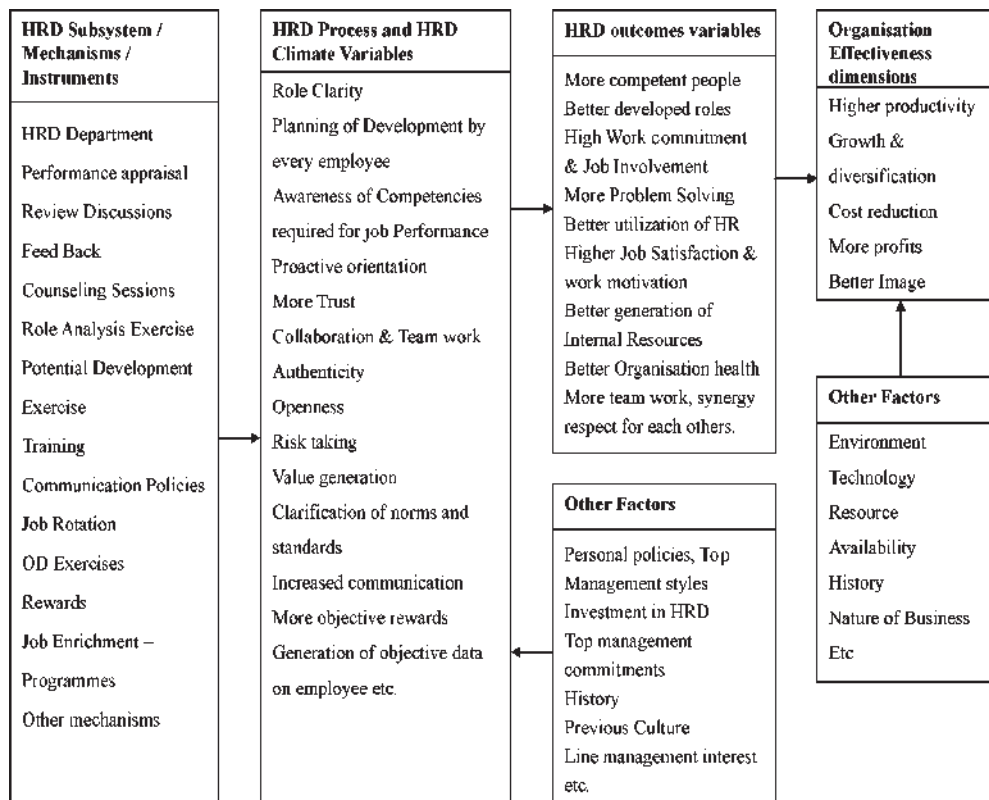 HRD Subsystem /
Mechanisms /
Instruments
HRD Department
Performance appraisal
Review Discussions
Feed Back
Counseling Sessions
Role Analysis Exercise
Potential Development
Exercise
Training
Communication Policies
Job Rotation
OD Exercises
Rewards
Job Enrichment –
Programmes
Other mechanisms
HRD Process and HRD
Climate Variables
Role Clarity
Planning of Development by
every employee
Awareness of Competencies
required for job Performance
Proactive orientation
More Trust
Collaboration & Team work
Authenticity
Openness
Risk taking
Value generation
Clarification of norms and
standards
Increased communication
More objective rewards
Generation of objective data
on employee etc.
HRD outcomes variables
More competent people
Better developed roles
High Work commitment
& Job Involvement
More Problem Solving
Better utilization of HR
Higher Job Satisfaction &
work motivation
Better generation of
Internal Resources
Better Organisation health
More team work, synergy
respect for each others.
Other Factors
Personal policies, Top
Management styles
Investment in HRD
Top management
commitments
History
Previous Culture
Line management interest
etc.
Organisation
Effectiveness
dimensions
Higher productivity
Growth &
diversification
Cost reduction
More profits
Better Image
Other Factors
Environment
Technology
Resource
Availability
History
Nature of Business
Etc